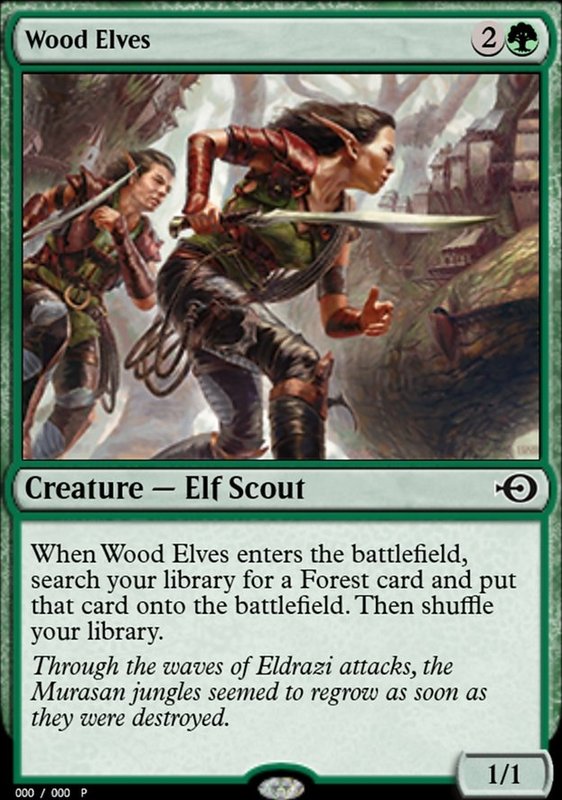 Wood Elves 2
Creature — Elf Scout
When Wood Elves enters the battlefield,
search your library for a Forest card and put
that card onto the battlefield. Then shuffle
your library.
Through the waves of Eldrazi attacks, the
Murasan jungles seemed to regrow as soon as
they were destroyed.
1/1
000 / 000 P